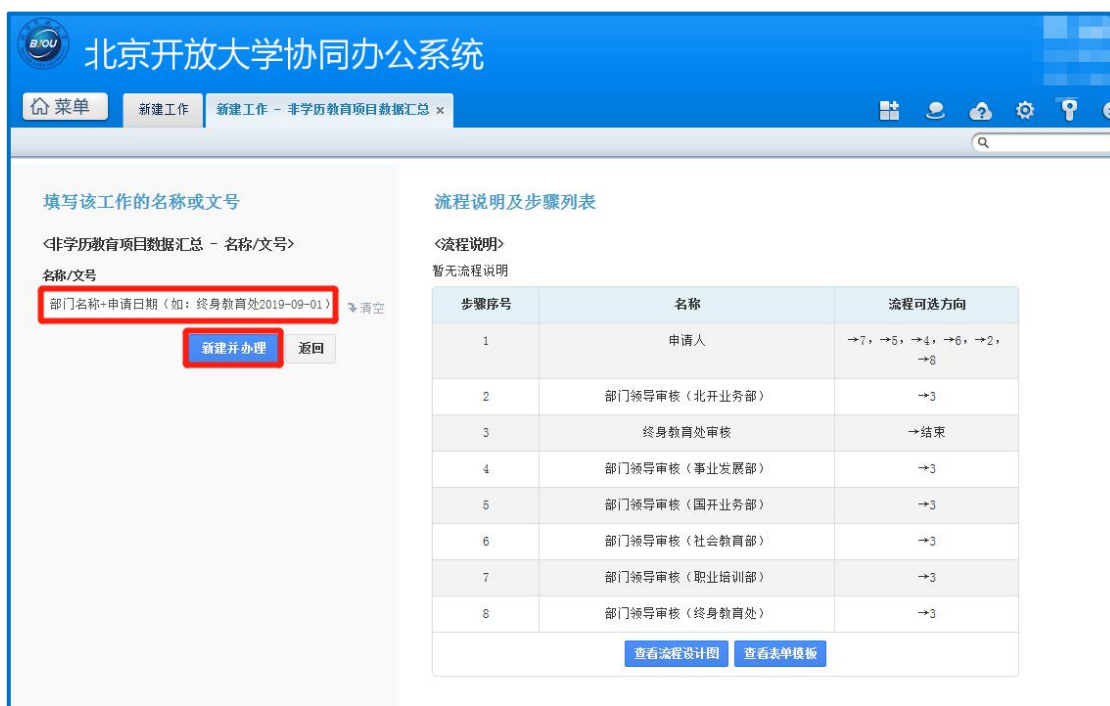 BJOU
北京开放大学协同办公系统
菜单
新建工作
新建工作 - 非学历教育项目数据汇总 ×
填写该工作的名称或文号
流程说明及步骤列表
<非学历教育项目数据汇总 - 名称/文号>
<流程说明>
名称/文号
暂无流程说明
部门名称+申请日期（如：终身教育处2019-09-01）
清空
新建并办理
返回
步骤序号 名称 流程可选方向
1 申请人 →7，→5，→4，→6，→2，
→8
2 部门领导审核（北开业务部） →3
3 终身教育处审核 →结束
4 部门领导审核（事业发展部） →3
5 部门领导审核（国开业务部） →3
6 部门领导审核（社会教育部） →3
7 部门领导审核（职业培训部） →3
8 部门领导审核（终身教育处） →3
查看流程设计图
查看表单模板